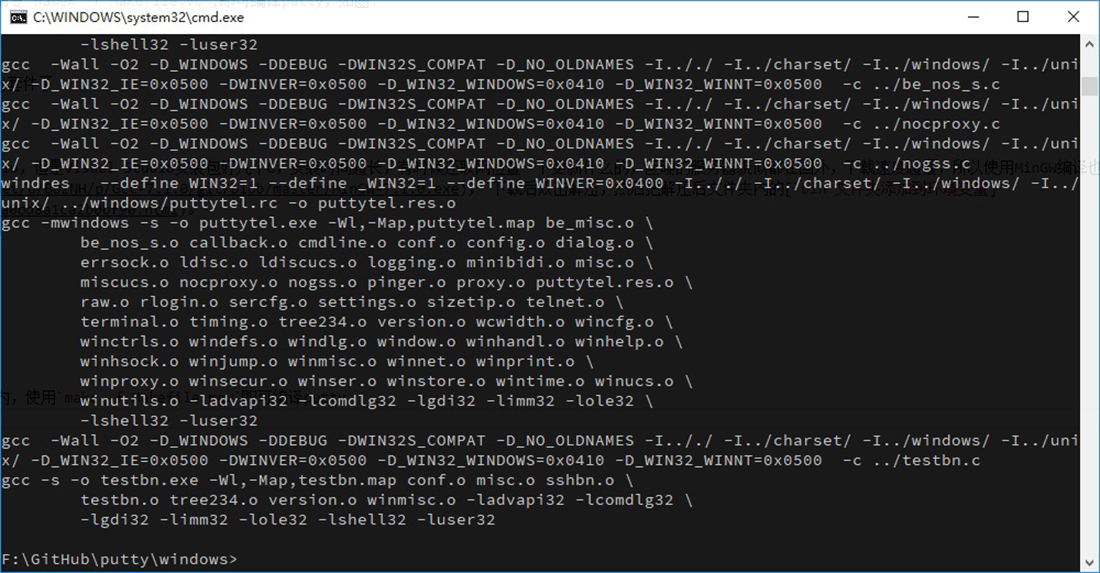 C:\WINDOWS\system32\cmd.exe
-lshell32 -luser32
gcc  -Wall -O2 -D_WINDOWS -DDEBUG -DWIN32S_COMPAT -D_NO_OLDNAMES -I.././ -I../charset/ -I../windows/ -I../uni
x/ -D_WIN32_IE=0x0500 -DWINVER=0x0500 -D_WIN32_WINDOWS=0x0410 -D_WIN32_WINNT=0x0500  -c ../be_nos_s.c
gcc  -Wall -O2 -D_WINDOWS -DDEBUG -DWIN32S_COMPAT -D_NO_OLDNAMES -I.././ -I../charset/ -I../windows/ -I../uni
x/ -D_WIN32_IE=0x0500 -DWINVER=0x0500 -D_WIN32_WINDOWS=0x0410 -D_WIN32_WINNT=0x0500  -c ../nocproxy.c
gcc  -Wall -O2 -D_WINDOWS -DDEBUG -DWIN32S_COMPAT -D_NO_OLDNAMES -I.././ -I../charset/ -I../windows/ -I../uni
x/ -D_WIN32_IE=0x0500 -DWINVER=0x0500 -D_WIN32_WINDOWS=0x0410 -D_WIN32_WINNT=0x0500  -c ../nogss.c
windres --define WIN32=1 --define _WIN32=1 --define WINVER=0x0400
unix/ ../windows/puttytel.rc -o puttytel.res.o
gcc -mwindows -s -o puttytel.exe -Wl,-Map,puttytel.map be_misc.o \
be_nos_s.o callback.o cmdline.o conf.o config.o dialog.o \
errsock.o ldisc.o ldiscucs.o logging.o minibidi.o misc.o \
miscucs.o nocproxy.o nogss.o pinger.o proxy.o puttytel.res.o \
raw.o rlogin.o sercfg.o settings.o sizetip.o telnet.o \
terminal.o timing.o tree234.o version.o wcwidth.o wincfg.o \
winctrls.o windefs.o windlg.o window.o winhandl.o winhelp.o \
winhsock.o winjump.o winmisc.o winnet.o winprint.o \
winproxy.o winsecur.o winser.o winstore.o wintime.o winucs.o \
winutils.o -ladvapi32 -lcomdlg32 -lgdi32 -limm32 -lole32 \
-lshell32 -luser32
gcc  -Wall -O2 -D_WINDOWS -DDEBUG -DWIN32S_COMPAT -D_NO_OLDNAMES -I.././ -I../charset/ -I../windows/ -I../uni
x/ -D_WIN32_IE=0x0500 -DWINVER=0x0500 -D_WIN32_WINDOWS=0x0410 -D_WIN32_WINNT=0x0500  -c ../testbn.c
gcc -s -o testbn.exe -Wl,-Map,testbn.map conf.o misc.o sshbn.o \
testbn.o tree234.o version.o winmisc.o -ladvapi32 -lcomdlg32 \
-lgdi32 -limm32 -lole32 -lshell32 -luser32
F:\GitHub\putty\windows>